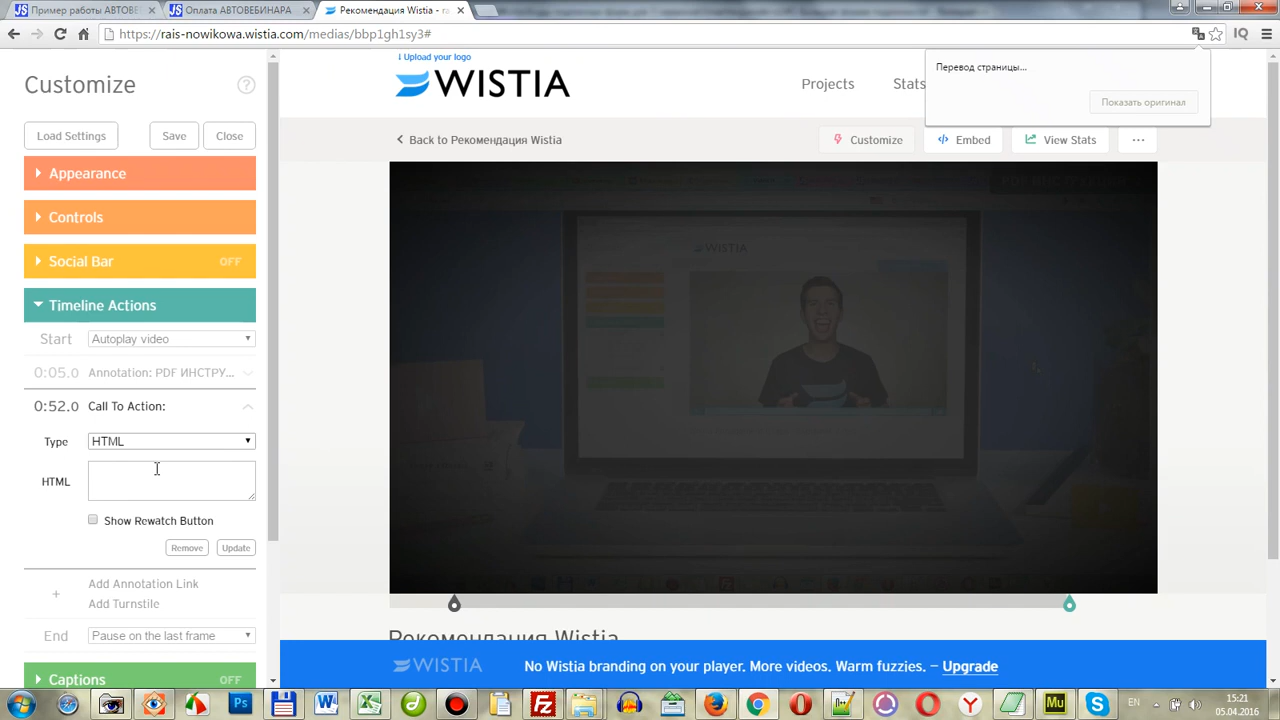 Пример работы АВТОВЕБ
Оплата АВТОВЕБИНАРА
Рекомендация Wistia - ra
https://rais-nowikowa.wistia.com/medias/bbp1gh1sy3#
IQ
Customize
?
Load Settings
Save
Close
Appearance
Controls
Social Bar
OFF
Timeline Actions
Start
Autoplay video
0:05.0
Annotation: PDF ИНСТРУ...
0:52.0
Call To Action:
Type
HTML
HTML
Show Rewatch Button
Remove
Update
+
Add Annotation Link
Add Turnstile
End
Pause on the last frame
Captions
OFF
Upload your logo
WISTIA
Projects
Stats
Перевод страницы...
Показать оригинал
Back to Рекомендация Wistia
Customize
Embed
View Stats
...
WISTIA
Рекомендация Wistia
WISTIA
No Wistia branding on your player. More videos. Warm fuzzies. – Upgrade
EN
15:21
05.04.2016